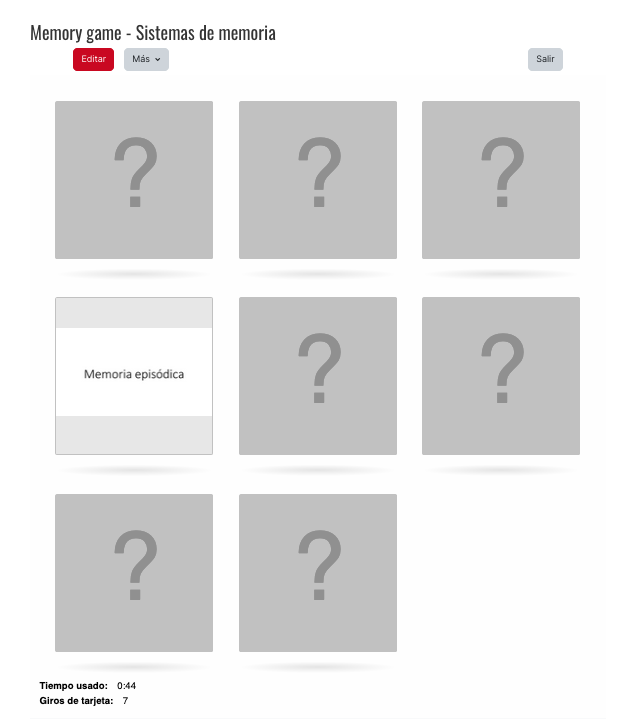 Memory game - Sistemas de memoria
Editar Más Salir
? ? ?
Memoria episódica ? ?
? ?
Tiempo usado: 0:44
Giros de tarjeta: 7